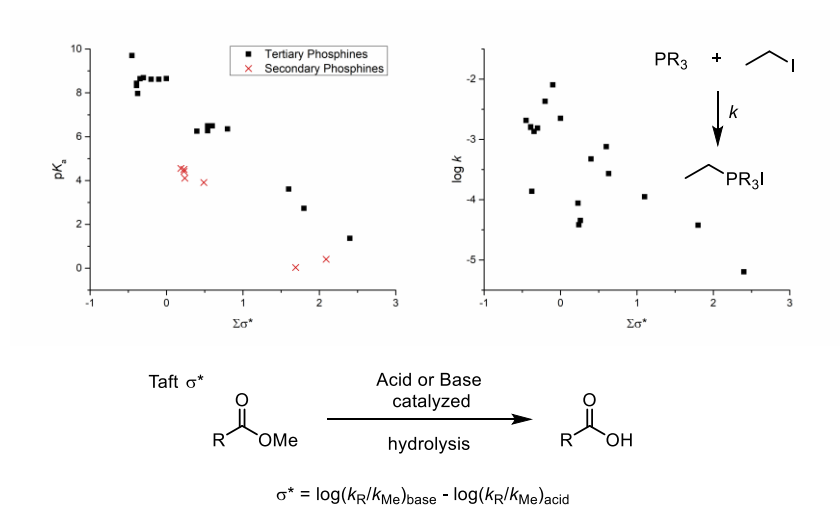 Tertiary Phosphines
Secondary Phosphines
pKa
10
8
6
4
2
0
-1
0
1
2
3
Σσ*
log k
-2
-3
-4
-5
-1
0
1
2
3
Σσ*
PR3 + I
k
PR3I
Taft σ*
O
R OMe
Acid or Base
catalyzed
hydrolysis
O
R OH
σ* = log(kR/kMe)base - log(kR/kMe)acid